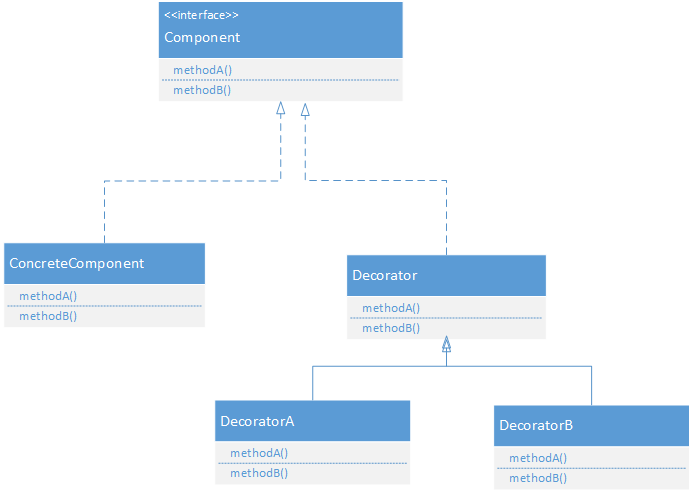 <<interface>>
Component
methodA()
methodB()
ConcreteComponent
methodA()
methodB()
Decorator
methodA()
methodB()
DecoratorA
methodA()
methodB()
DecoratorB
methodA()
methodB()